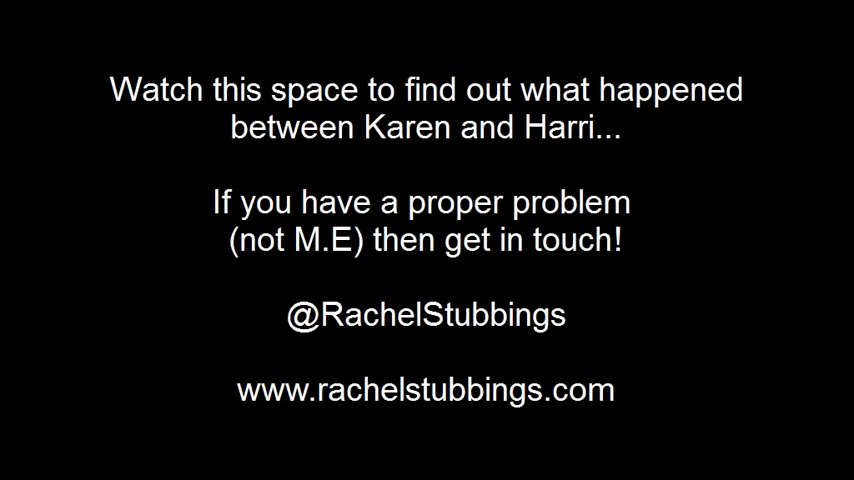 Watch this space to find out what happened
between Karen and Harri...
If you have a proper problem
(not M.E) then get in touch!
@RachelStubbings
www.rachelstubbings.com